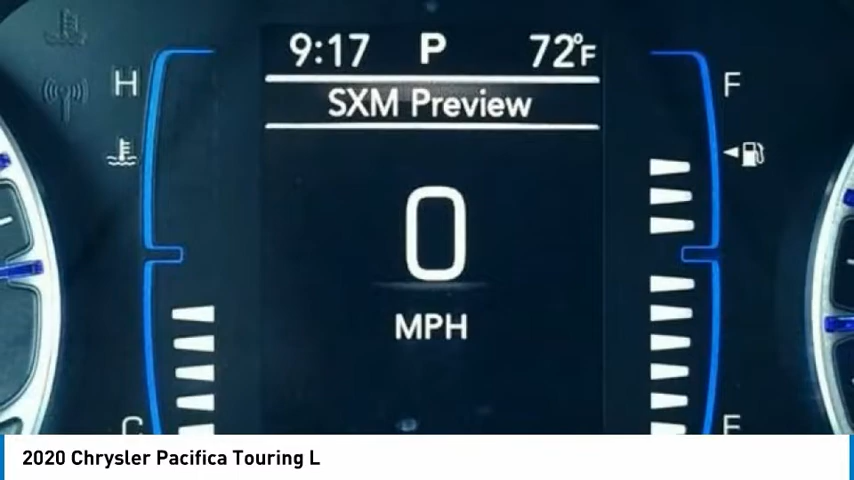 9:17 P 72°F
SXM Preview
H F
0
MPH
C E
2020 Chrysler Pacifica Touring L